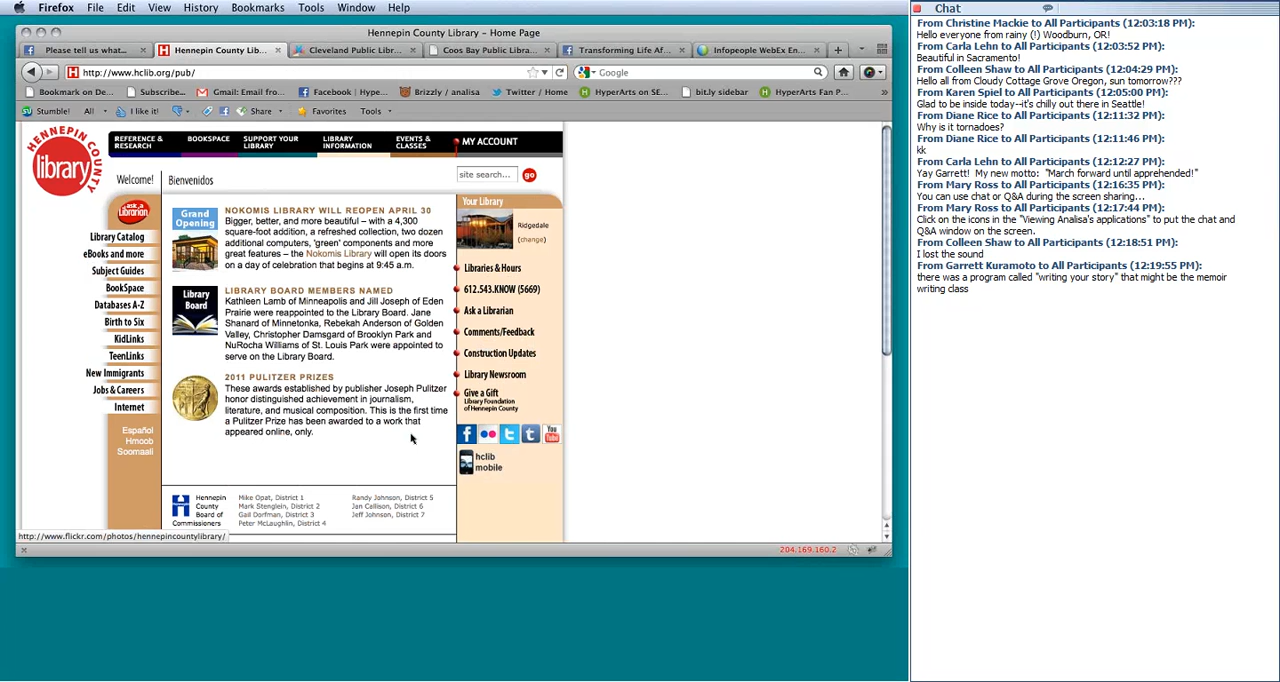 Firefox File Edit View History Bookmarks Tools Window Help
Hennepin County Library – Home Page
Please tell us what... Hennepin County Lib... Cleveland Public Libr... Coos Bay Public Libra... Transforming Life Af... Infopeople WebEx En...
http://www.hclib.org/pub/ Google
Bookmark on De... Subscribe... Gmail: Email fro... Facebook | Hype... Brizzly / analisa Twitter / Home HyperArts on SE... bit.ly sidebar HyperArts Fan P...
Stumble! All I like it! Share Favorites Tools
HENNEPIN COUNTY library
REFERENCE & RESEARCH
BOOKSPACE
SUPPORT YOUR LIBRARY
LIBRARY INFORMATION
EVENTS & CLASSES
MY ACCOUNT
Welcome! Bienvenidos
site search... go
ask a Librarian
Library Catalog
eBooks and more
Subject Guides
BookSpace
Databases A-Z
Birth to Six
KidLinks
TeenLinks
New Immigrants
Jobs & Careers
Internet
Español
Hmoob
Soomaali
Grand Opening
NOKOMIS LIBRARY WILL REOPEN APRIL 30
Bigger, better, and more beautiful – with a 4,300
square-foot addition, a refreshed collection, two dozen
additional computers, 'green' components and more
great features – the Nokomis Library will open its doors
on a day of celebration that begins at 9:45 a.m.
Library Board
LIBRARY BOARD MEMBERS NAMED
Kathleen Lamb of Minneapolis and Jill Joseph of Eden
Prairie were reappointed to the Library Board. Jane
Shanard of Minnetonka, Rebekah Anderson of Golden
Valley, Christopher Damsgard of Brooklyn Park and
NuRocha Williams of St. Louis Park were appointed to
serve on the Library Board.
2011 PULITZER PRIZES
These awards established by publisher Joseph Pulitzer
honor distinguished achievement in journalism,
literature, and musical composition. This is the first time
a Pulitzer Prize has been awarded to a work that
appeared online, only.
Hennepin
County
Board of
Commissioners
Mike Opat, District 1
Mark Stenglein, District 2
Gail Dorfman, District 3
Peter McLaughlin, District 4
Randy Johnson, District 5
Jan Callison, District 6
Jeff Johnson, District 7
Your Library
Ridgedale
(change)
Libraries & Hours
612.543.KNOW (5669)
Ask a Librarian
Comments/Feedback
Construction Updates
Library Newsroom
Give a Gift
Library Foundation
of Hennepin County
f t t You Tube
hclib
mobile
http://www.flickr.com/photos/hennepincountylibrary/
204.169.160.2
Chat
From Christine Mackie to All Participants (12:03:18 PM):
Hello everyone from rainy (!) Woodburn, OR!
From Carla Lehn to All Participants (12:03:52 PM):
Beautiful in Sacramento!
From Colleen Shaw to All Participants (12:04:29 PM):
Hello all from Cloudy Cottage Grove Oregon, sun tomorrow???
From Karen Spiel to All Participants (12:05:00 PM):
Glad to be inside today--it's chilly out there in Seattle!
From Diane Rice to All Participants (12:11:32 PM):
Why is it tornadoes?
From Diane Rice to All Participants (12:11:46 PM):
kk
From Carla Lehn to All Participants (12:12:27 PM):
Yay Garrett! My new motto: "March forward until apprehended!"
From Mary Ross to All Participants (12:16:35 PM):
You can use chat or Q&A during the screen sharing...
From Mary Ross to All Participants (12:17:44 PM):
Click on the icons in the "Viewing Analisa's applications" to put the chat and
Q&A window on the screen.
From Colleen Shaw to All Participants (12:18:51 PM):
I lost the sound
From Garrett Kuramoto to All Participants (12:19:55 PM):
there was a program called "writing your story" that might be the memoir
writing class